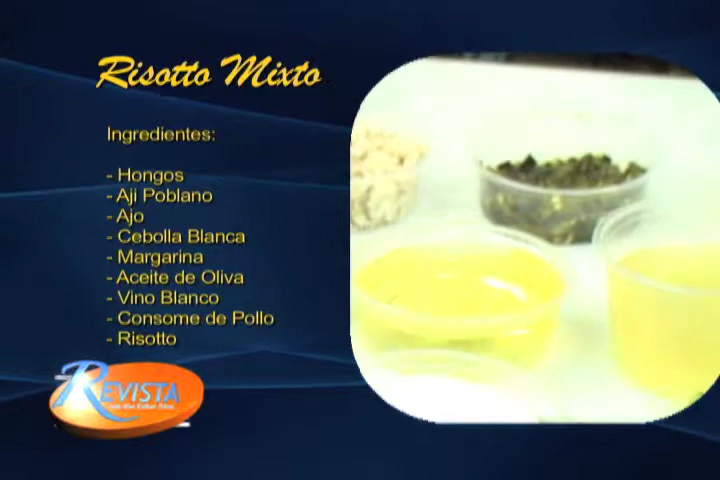 Risotto Mixto
Ingredientes:
- Hongos
- Aji Poblano
- Ajo
- Cebolla Blanca
- Margarina
- Aceite de Oliva
- Vino Blanco
- Consome de Pollo
- Risotto
REVISTA